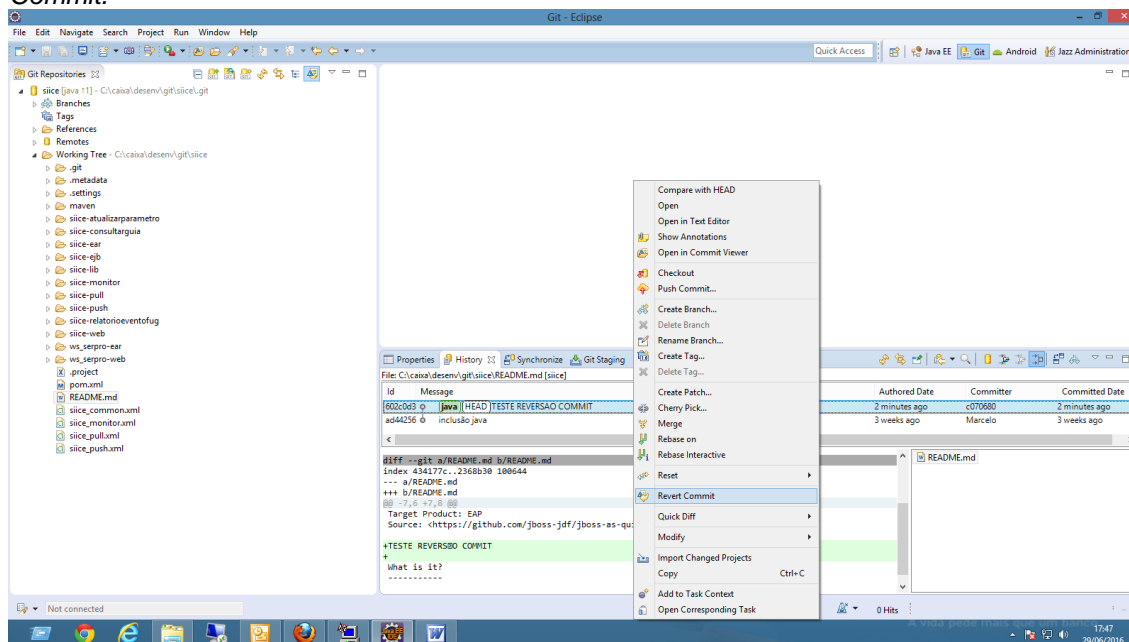 Commit.
Git - Eclipse
File Edit Navigate Search Project Run Window Help
Quick Access Java EE Git Android Jazz Administration
Git Repositories
siice [java ↑1] - C:\caixa\desenv\git\siice\.git
Branches
Tags
References
Remotes
Working Tree - C:\caixa\desenv\git\siice
.git
.metadata
.settings
maven
siice-atualizarparametro
siice-consultarguia
siice-ear
siice-ejb
siice-lib
siice-monitor
siice-pull
siice-push
siice-relatorioeventofug
siice-web
ws_serpro-ear
ws_serpro-web
.project
pom.xml
README.md
siice_common.xml
siice_monitor.xml
siice_pull.xml
siice_push.xml
Compare with HEAD
Open
Open in Text Editor
Show Annotations
Open in Commit Viewer
Checkout
Push Commit...
Create Branch...
Delete Branch
Rename Branch...
Create Tag...
Delete Tag...
Create Patch...
Cherry Pick...
Merge
Rebase on
Rebase Interactive
Reset
Revert Commit
Quick Diff
Modify
Import Changed Projects
Copy Ctrl+C
Add to Task Context
Open Corresponding Task
Properties History Synchronize Git Staging
File: C:\caixa\desenv\git\siice\README.md [siice]
Id Message Authored Date Committer Committed Date
602c0d3 java HEAD TESTE REVERSAO COMMIT 2 minutes ago c070680 2 minutes ago
ad44256 inclusão java 3 weeks ago Marcelo 3 weeks ago
diff --git a/README.md b/README.md
index 434177c..2368b30 100644
--- a/README.md
+++ b/README.md
@@ -7,6 +7,8 @@
Target Product: EAP
Source: <https://github.com/jboss-jdf/jboss-as-qu
+TESTE REVERS⊠O COMMIT
+
What is it?
-----------
README.md
Not connected
0 Hits
A vida pede mais que um banco
17:47
29/06/2016